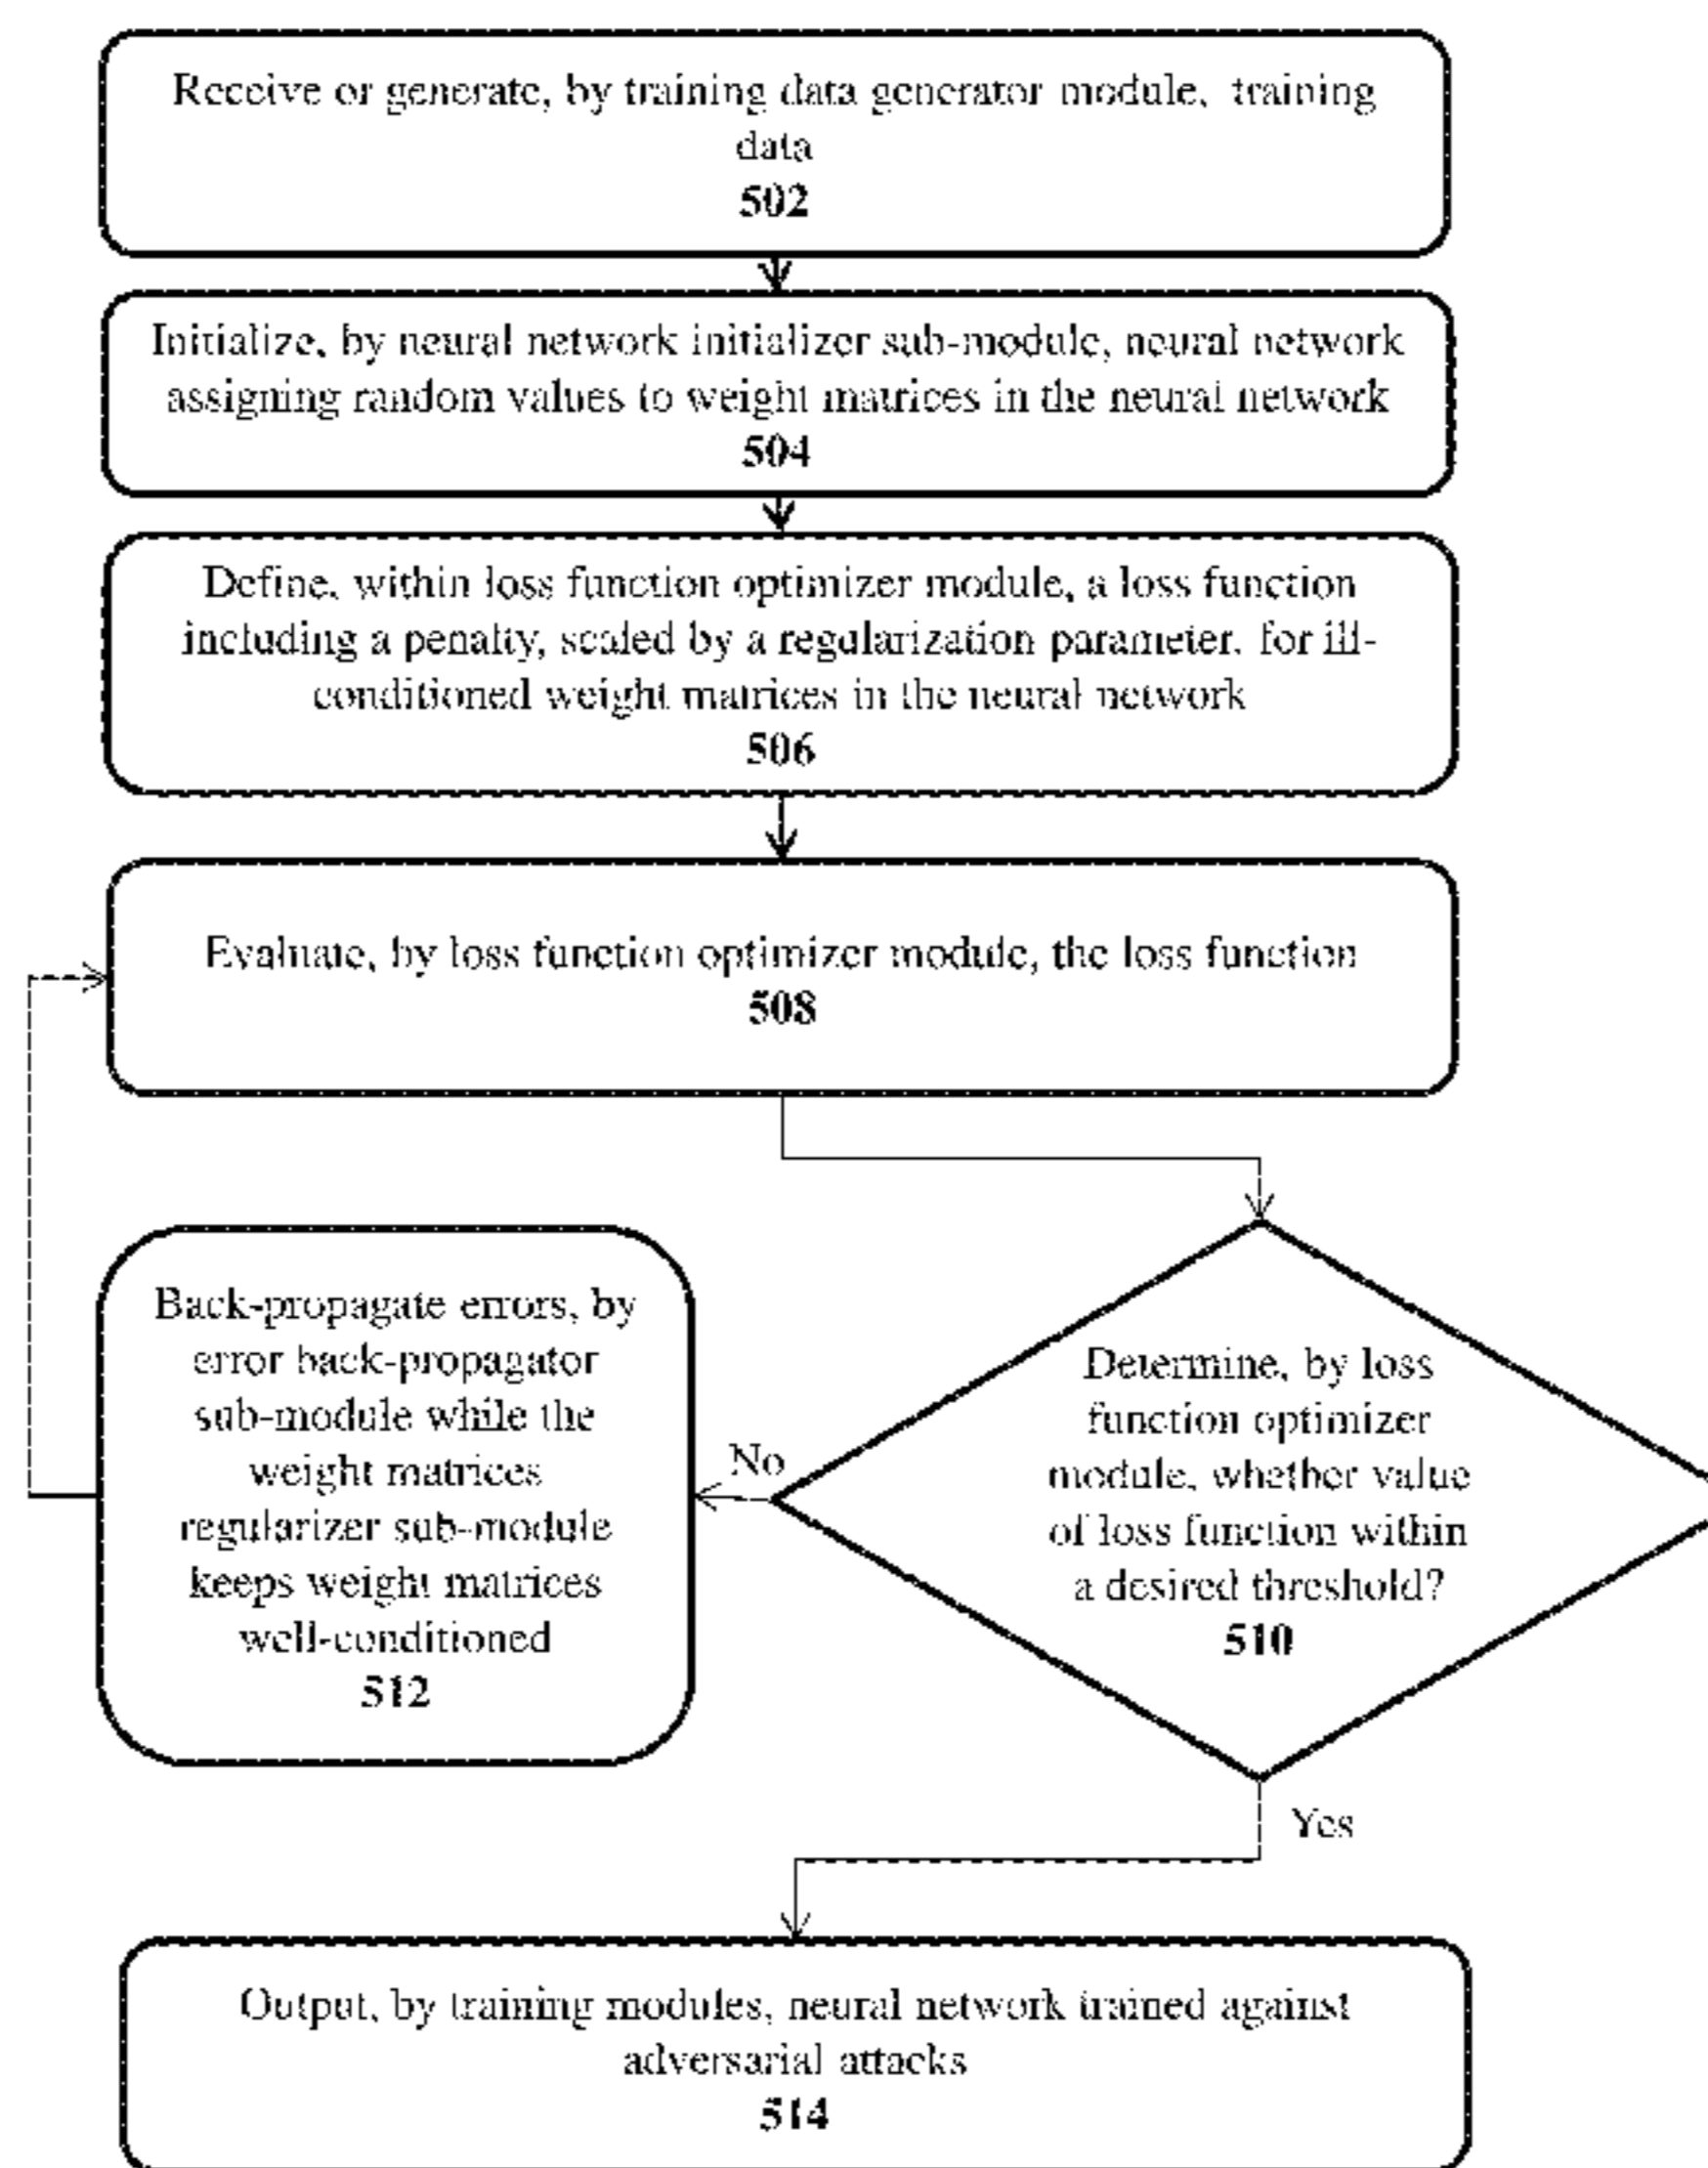 Receive or generate, by training data generator module, training
data
502
Initialize, by neural network initializer sub-module, neural network
assigning random values to weight matrices in the neural network
504
Define, within loss function optimizer module, a loss function
including a penalty, scaled by a regularization parameter, for ill-
conditioned weight matrices in the neural network
506
Evaluate, by loss function optimizer module, the loss function
508
Back-propagate errors, by
error back-propagator
sub-module while the
weight matrices
regularizer sub-module
keeps weight matrices
well-conditioned
512
No
Determine, by loss
function optimizer
module, whether value
of loss function within
a desired threshold?
510
Yes
Output, by training modules, neural network trained against
adversarial attacks
514